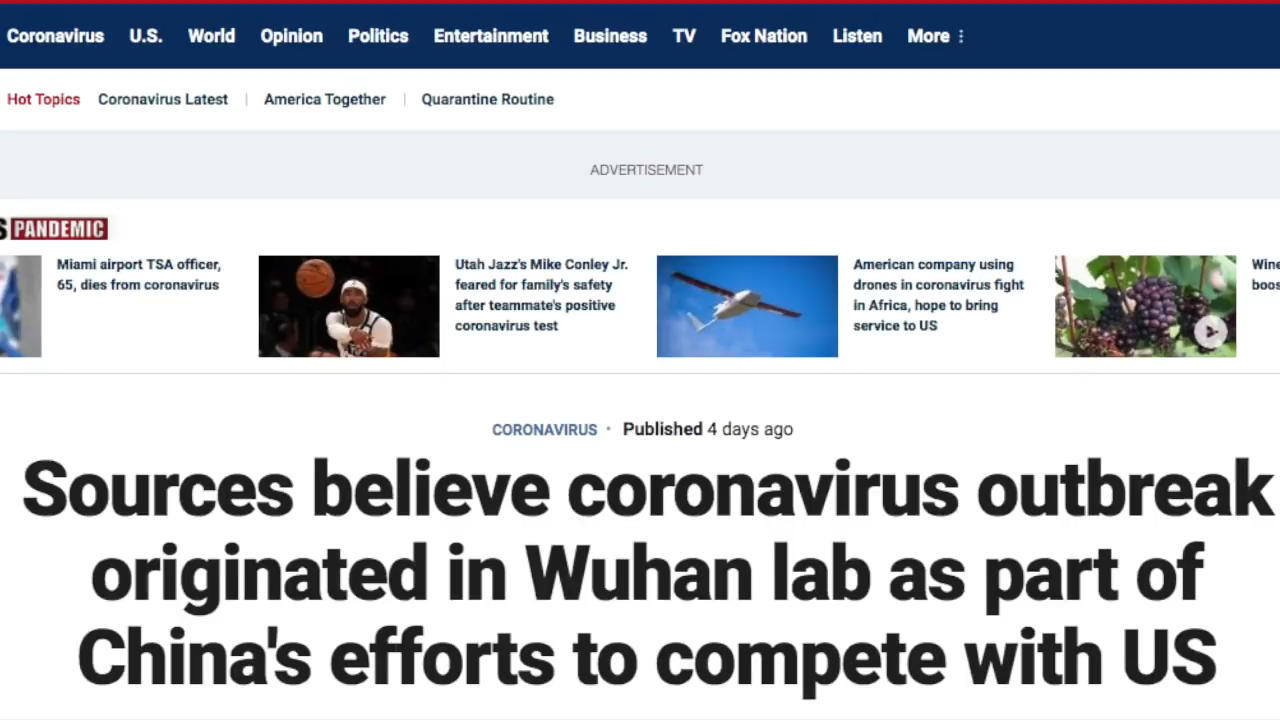 Coronavirus U.S. World Opinion Politics Entertainment Business TV Fox Nation Listen More
Hot Topics Coronavirus Latest America Together Quarantine Routine
ADVERTISEMENT
S PANDEMIC
Miami airport TSA officer,
65, dies from coronavirus
Utah Jazz's Mike Conley Jr.
feared for family's safety
after teammate's positive
coronavirus test
American company using
drones in coronavirus fight
in Africa, hope to bring
service to US
Wine
boos
CORONAVIRUS · Published 4 days ago
Sources believe coronavirus outbreak
originated in Wuhan lab as part of
China's efforts to compete with US